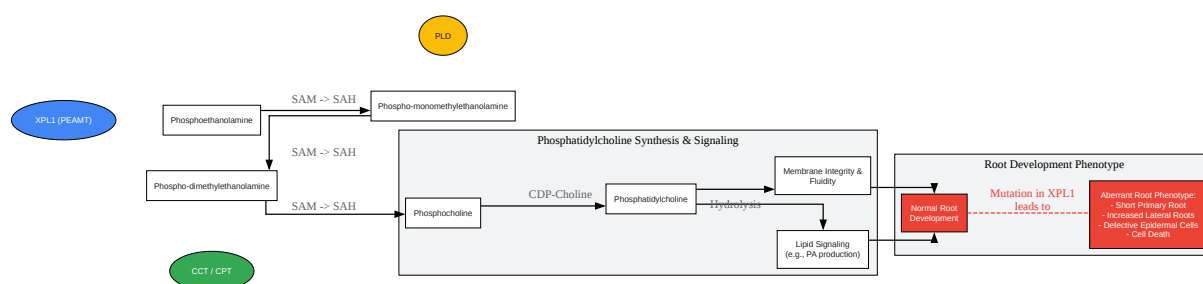 PLD
SAM -> SAH
Phospho-monomethylethanolamine
XPL1 (PEAMT)
Phosphoethanolamine
SAM -> SAH
Phosphatidylcholine Synthesis & Signaling
Root Development Phenotype
Membrane Integrity &
Fluidity
Phospho-dimethylethanolamine
CDP-Choline
Mutation in XPL1
leads to
Aberrant Root Phenotype:
- Short Primary Root
- Increased Lateral Roots
- Defective Epidermal Cells
- Cell Death
SAM -> SAH
Phosphocholine
Phosphatidylcholine
Hydrolysis
Normal Root
Development
Lipid Signaling
(e.g., PA production)
CCT / CPT